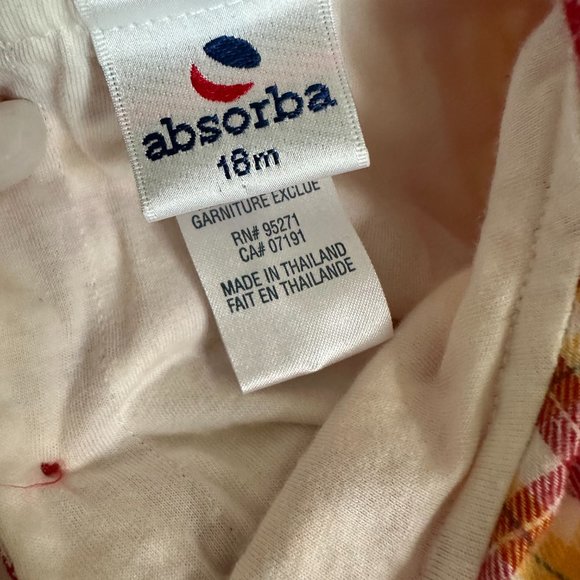 absorba
18m
GARNITURE EXCLUE
RN# 95271
CA# 07191
MADE IN THAILAND
FAIT EN THAILANDE